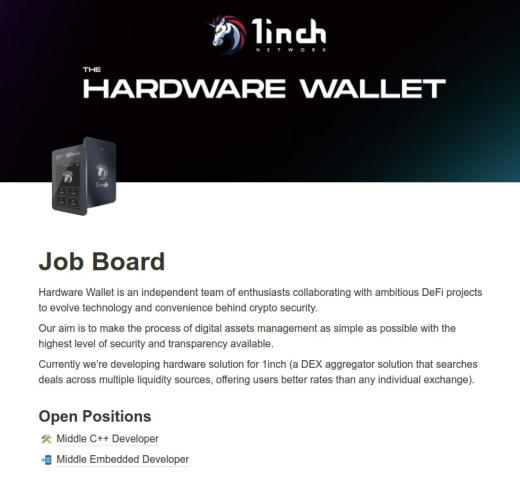 1inch
NETWORK
THE
HARDWARE WALLET
1inch
Job Board
Hardware Wallet is an independent team of enthusiasts collaborating with ambitious DeFi projects
to evolve technology and convenience behind crypto security.
Our aim is to make the process of digital assets management as simple as possible with the
highest level of security and transparency available.
Currently we’re developing hardware solution for 1inch (a DEX aggregator solution that searches
deals across multiple liquidity sources, offering users better rates than any individual exchange).
Open Positions
Middle C++ Developer
Middle Embedded Developer